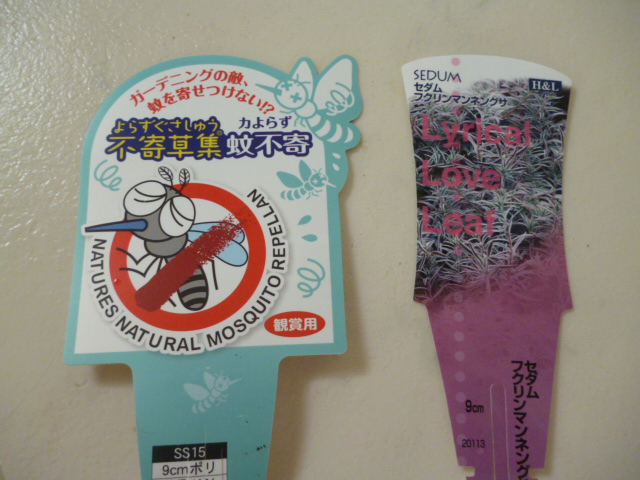 ガーデニングの敵、
蚊を寄せつけない!?
よらずぐさしゅう® カよらず
不寄草集 蚊不寄
NATURES NATURAL MOSQUITO REPELLAN
観賞用
SS15
9cmポリ
SEDUM
セダム
フクリンマンネングサ
H&L
Lyrical
Love
Leaf
セダム
フクリンマンネング
9cm
20113